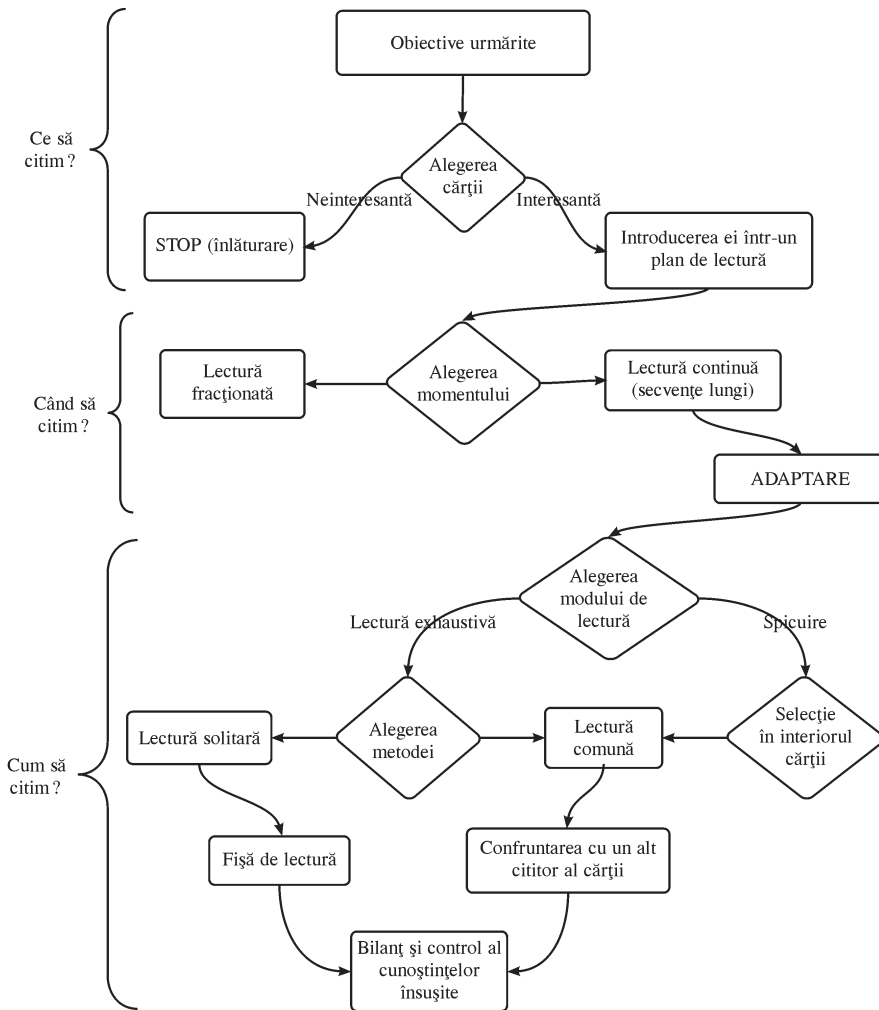 Obiective urmărite
Ce să
citim ?
Alegerea
cărţii
Neinteresantă
Interesantă
STOP (înlăturare)
Introducerea ei într-un
plan de lectură
Când să
citim ?
Lectură
fracţionată
Alegerea
momentului
Lectură continuă
(secvenţe lungi)
ADAPTARE
Cum să
citim ?
Alegerea
modului de
lectură
Lectură exhaustivă
Spicuire
Lectură solitară
Alegerea
metodei
Lectură
comună
Selecţie
în interiorul
cărţii
Fişă de lectură
Confruntarea cu un alt
cititor al cărţii
Bilanţ şi control al
cunoştinţelor
însuşite